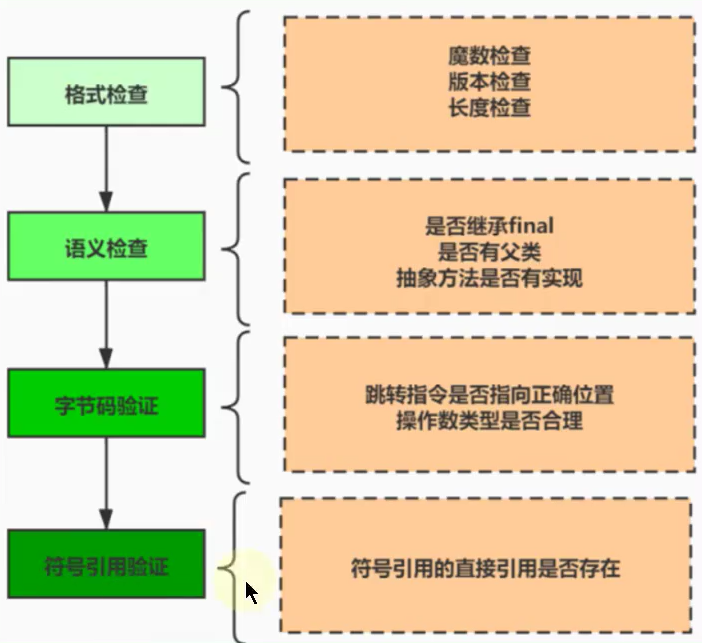 格式检查
魔数检查
版本检查
长度检查
语义检查
是否继承final
是否有父类
抽象方法是否有实现
字节码验证
跳转指令是否指向正确位置
操作数类型是否合理
符号引用验证
符号引用的直接引用是否存在